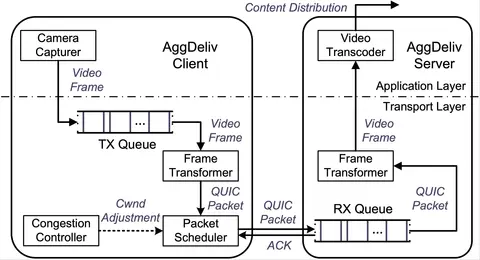 Content Distribution
Camera
Capturer
AggDeliv
Client
Video
Transcoder
AggDeliv
Server
Video
Frame
Application Layer
Transport Layer
...
TX Queue
Video
Frame
Video
Frame
Frame
Transformer
Frame
Transformer
QUIC
Packet
QUIC
Packet
Cwnd
Adjustment
Congestion
Controller
Packet
Scheduler
QUIC
Packet
ACK
RX Queue
...